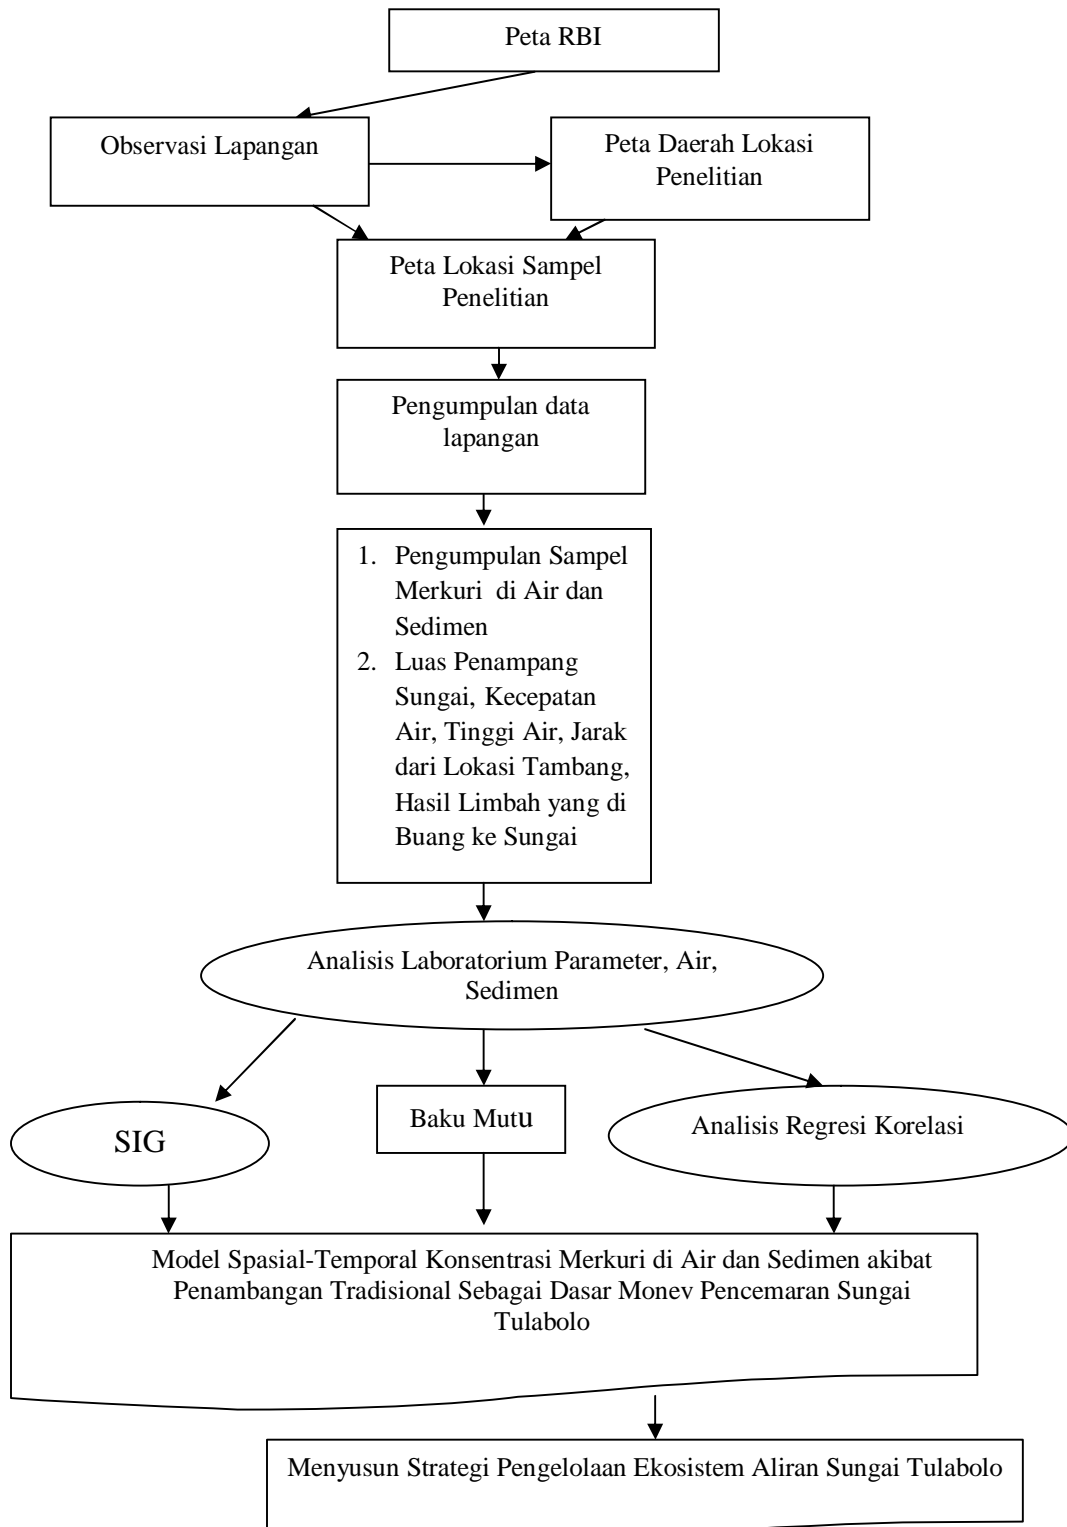 Peta RBI
Observasi Lapangan
Peta Daerah Lokasi
Penelitian
Peta Lokasi Sampel
Penelitian
Pengumpulan data
lapangan
1. Pengumpulan Sampel
Merkuri di Air dan
Sedimen
2. Luas Penampang
Sungai, Kecepatan
Air, Tinggi Air, Jarak
dari Lokasi Tambang,
Hasil Limbah yang di
Buang ke Sungai
Analisis Laboratorium Parameter, Air,
Sedimen
SIG
Baku Mutu
Analisis Regresi Korelasi
Model Spasial-Temporal Konsentrasi Merkuri di Air dan Sedimen akibat
Penambangan Tradisional Sebagai Dasar Monev Pencemaran Sungai
Tulabolo
Menyusun Strategi Pengelolaan Ekosistem Aliran Sungai Tulabolo